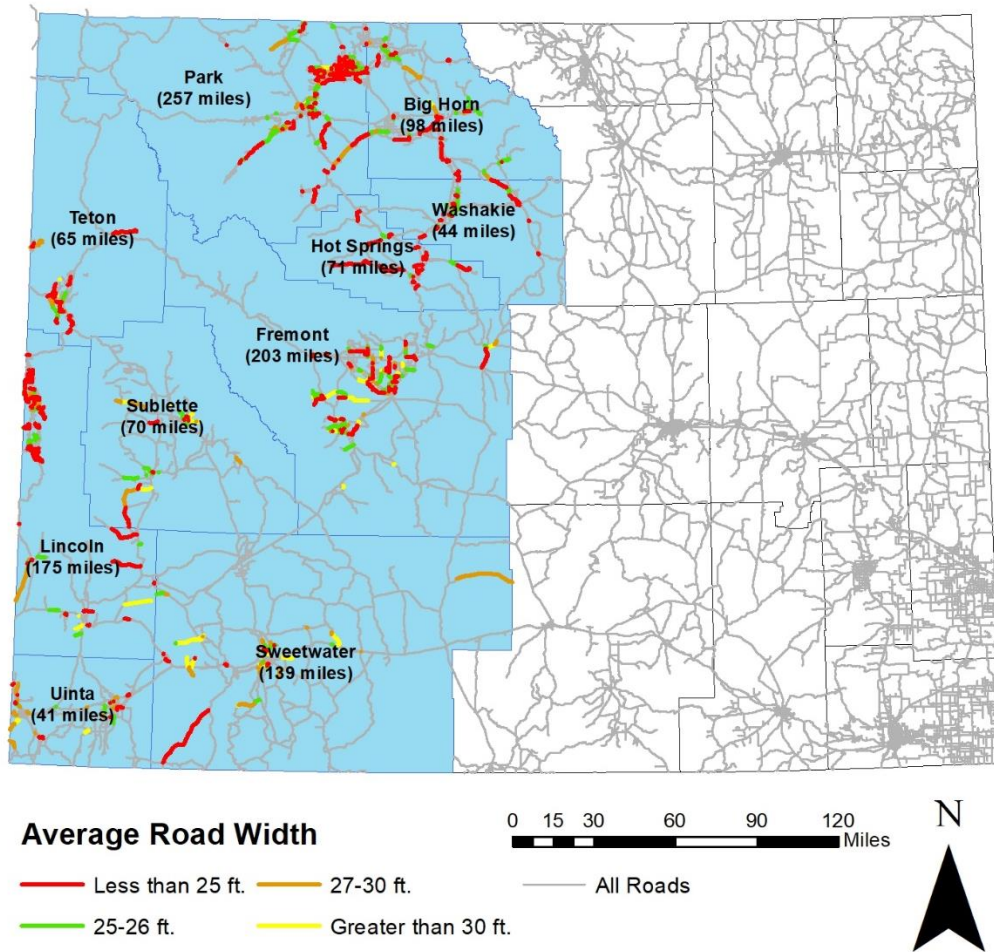 Park
(257 miles)
Big Horn
(98 miles)
Teton
(65 miles)
Washakie
(44 miles)
Hot Springs
(71 miles)
Fremont
(203 miles)
Sublette
(70 miles)
Lincoln
(175 miles)
Sweetwater
(139 miles)
Uinta
(41 miles)
Average Road Width
Less than 25 ft.
27-30 ft.
All Roads
25-26 ft.
Greater than 30 ft.
0 15 30 60 90 120
Miles
N